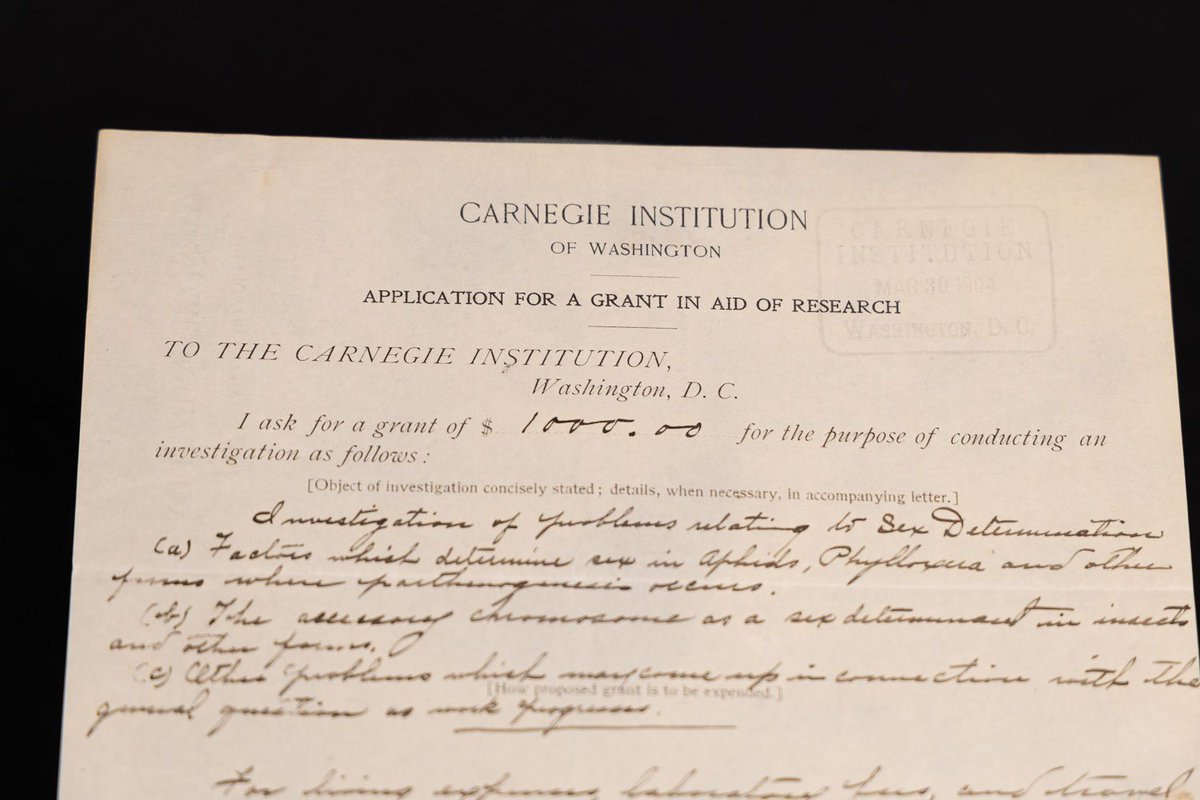 CARNEGIE INSTITUTION
OF WASHINGTON
CARNEGIE
INSTITUTION
MAR 30 1904
WASHINGTON, D. C.
APPLICATION FOR A GRANT IN AID OF RESEARCH
TO THE CARNEGIE INSTITUTION,
Washington, D. C.
I ask for a grant of $ 1000.00 for the purpose of conducting an
investigation as follows:
[Object of investigation concisely stated; details, when necessary, in accompanying letter.]
Investigation of problems relating to Sex Determination
(a) Factors which determine sex in Aphids, Phylloxera and other
forms where parthenogenesis occurs.
(b) The accessory chromosome as a sex determinant in insects
and other forms.
(c) Other problems which may come up in connection with the
[How proposed grant is to be expended.]
general question as work progresses.
For living expenses, laboratory fees, and travel-